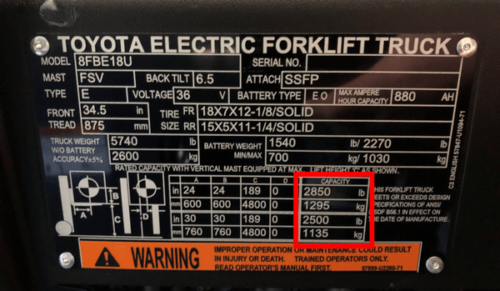 TOYOTA ELECTRIC FORKLIFT TRUCK
MODEL 8FBE18U SERIAL NO.
MAST FSV BACK TILT 6.5 ATTACH SSFP
TYPE E VOLTAGE 36 V BATTERY TYPE E O MAX AMPERE HOUR CAPACITY 880 AH
FRONT TREAD 34.5 in TIRE SIZE FR 18X7X12-1/8/SOLID
875 mm RR 15X5X11-1/4/SOLID
TRUCK WEIGHT W/O BATTERY ACCURACY±5% 5740 lb BATTERY WEIGHT MIN/MAX 1540 lb/ 2270 lb
2600 kg 700 kg/ 1030 kg
RATED CAPACITY WITH VERTICAL MAST EQUIPPED AT MAX. LIFT HEIGHT "C" AS SHOWN.
A B C D CAPACITY
in 24 24 189 0 2850 lb
mm 600 600 4800 0 1295 kg
in 30 30 189 0 2500 lb
mm 760 760 4800 0 1135 kg
THIS FORKLIFT TRUCK
MEETS OR EXCEEDS DESIGN
SPECIFICATIONS OF ANSI/
ITSDF B56.1 IN EFFECT ON
THE DATE OF MANUFACTURE.
WARNING
IMPROPER OPERATION OR MAINTENANCE COULD RESULT
IN INJURY OR DEATH. TRAINED OPERATORS ONLY.
READ OPERATOR'S MANUAL FIRST.